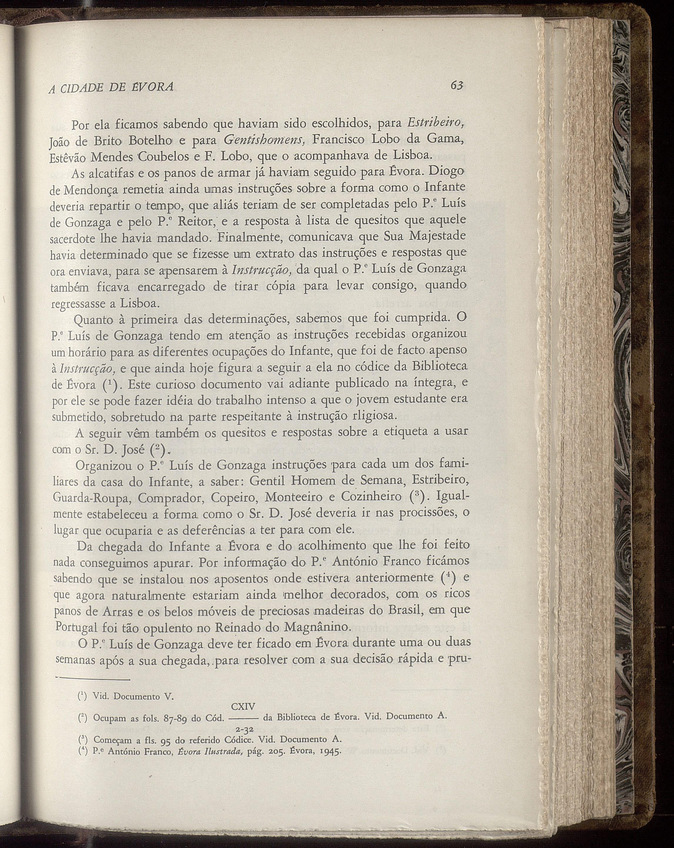 A CIDADE DE ÉVORA 63
Por ela ficamos sabendo que haviam sido escolhidos, para Estribeiro,
João de Brito Botelho e para Gentishomens, Francisco Lobo da Gama,
Estêvão Mendes Coubelos e F. Lobo, que o acompanhava de Lisboa.
As alcatifas e os panos de armar já haviam seguido para Évora. Diogo
de Mendonça remetia ainda umas instruções sobre a forma como o Infante
deveria repartir o tempo, que aliás teriam de ser completadas pelo P.e Luís
de Gonzaga e pelo P.e Reitor, e a resposta à lista de quesitos que aquele
sacerdote lhe havia mandado. Finalmente, comunicava que Sua Majestade
havia determinado que se fizesse um extrato das instruções e respostas que
ora enviava, para se apensarem à Instrucção, da qual o P.e Luís de Gonzaga
também ficava encarregado de tirar cópia para levar consigo, quando
regressasse a Lisboa.
Quanto à primeira das determinações, sabemos que foi cumprida. O
P.e Luís de Gonzaga tendo em atenção as instruções recebidas organizou
um horário para as diferentes ocupações do Infante, que foi de facto apenso
à Instrucção, e que ainda hoje figura a seguir a ela no códice da Biblioteca
de Évora (1). Este curioso documento vai adiante publicado na íntegra, e
por ele se pode fazer idéia do trabalho intenso a que o jovem estudante era
submetido, sobretudo na parte respeitante à instrução rligiosa.
A seguir vêm também os quesitos e respostas sobre a etiqueta a usar
com o Sr. D. José (2).
Organizou o P.e Luís de Gonzaga instruções para cada um dos fami-
liares da casa do Infante, a saber: Gentil Homem de Semana, Estribeiro,
Guarda-Roupa, Comprador, Copeiro, Monteeiro e Cozinheiro (3). Igual-
mente estabeleceu a forma como o Sr. D. José deveria ir nas procissões, o
lugar que ocuparia e as deferências a ter para com ele.
Da chegada do Infante a Évora e do acolhimento que lhe foi feito
nada conseguimos apurar. Por informação do P.e António Franco ficámos
sabendo que se instalou nos aposentos onde estivera anteriormente (4) e
que agora naturalmente estariam ainda melhor decorados, com os ricos
panos de Arras e os belos móveis de preciosas madeiras do Brasil, em que
Portugal foi tão opulento no Reinado do Magnânino.
O P.e Luís de Gonzaga deve ter ficado em Évora durante uma ou duas
semanas após a sua chegada, para resolver com a sua decisão rápida e pru-
(1) Vid. Documento V.
CXIV
(2) Ocupam as fols. 87-89 do Cód. ——— da Biblioteca de Évora. Vid. Documento A.
2-32
(3) Começam a fls. 95 do referido Códice. Vid. Documento A.
(4) P.e António Franco, Évora Ilustrada, pág. 205. Évora, 1945.